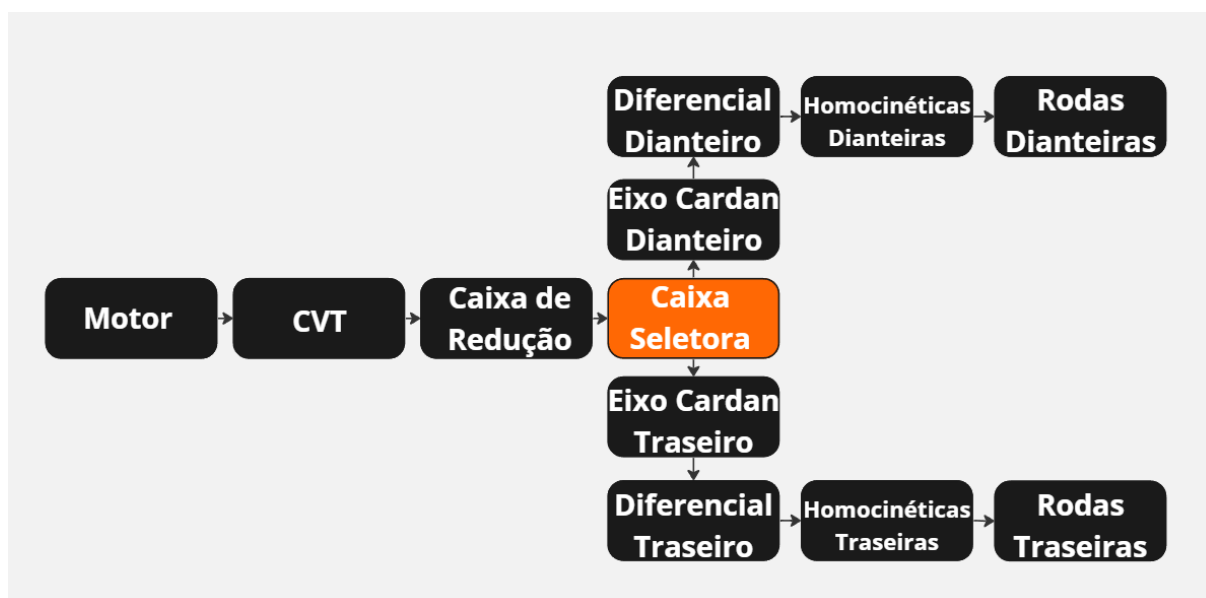 Diferencial
Dianteiro
Homocinéticas
Dianteiras
Rodas
Dianteiras
Eixo Cardan
Dianteiro
Motor
CVT
Caixa de
Redução
Caixa
Seletora
Eixo Cardan
Traseiro
Diferencial
Traseiro
Homocinéticas
Traseiras
Rodas
Traseiras